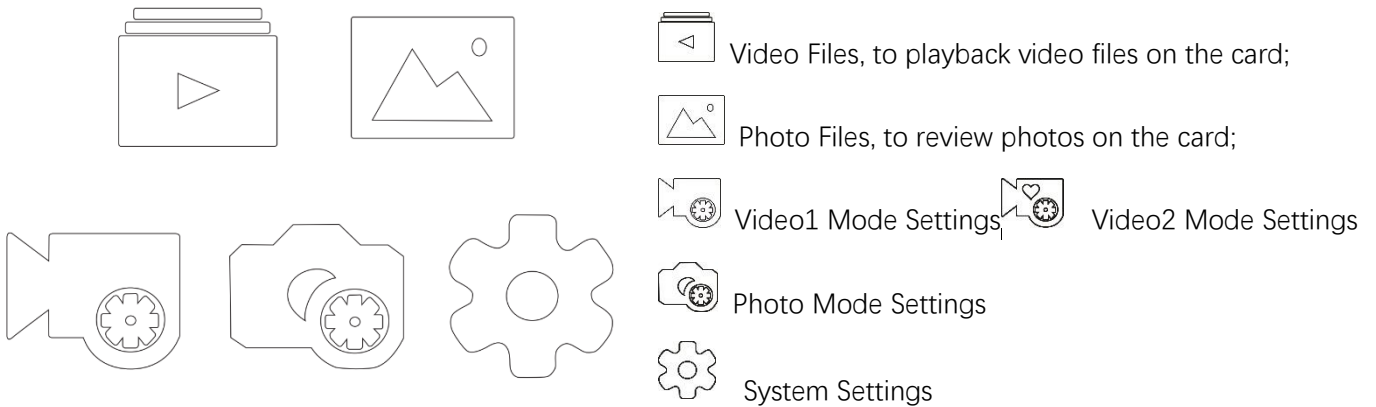 Video Files, to playback video files on the card;
Photo Files, to review photos on the card;
Video1 Mode Settings Video2 Mode Settings
Photo Mode Settings
System Settings